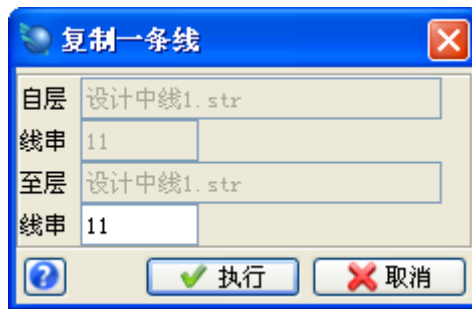 复制一条线
自层 设计中线1.str
线串 11
至层 设计中线1.str
线串 11
? 执行 取消